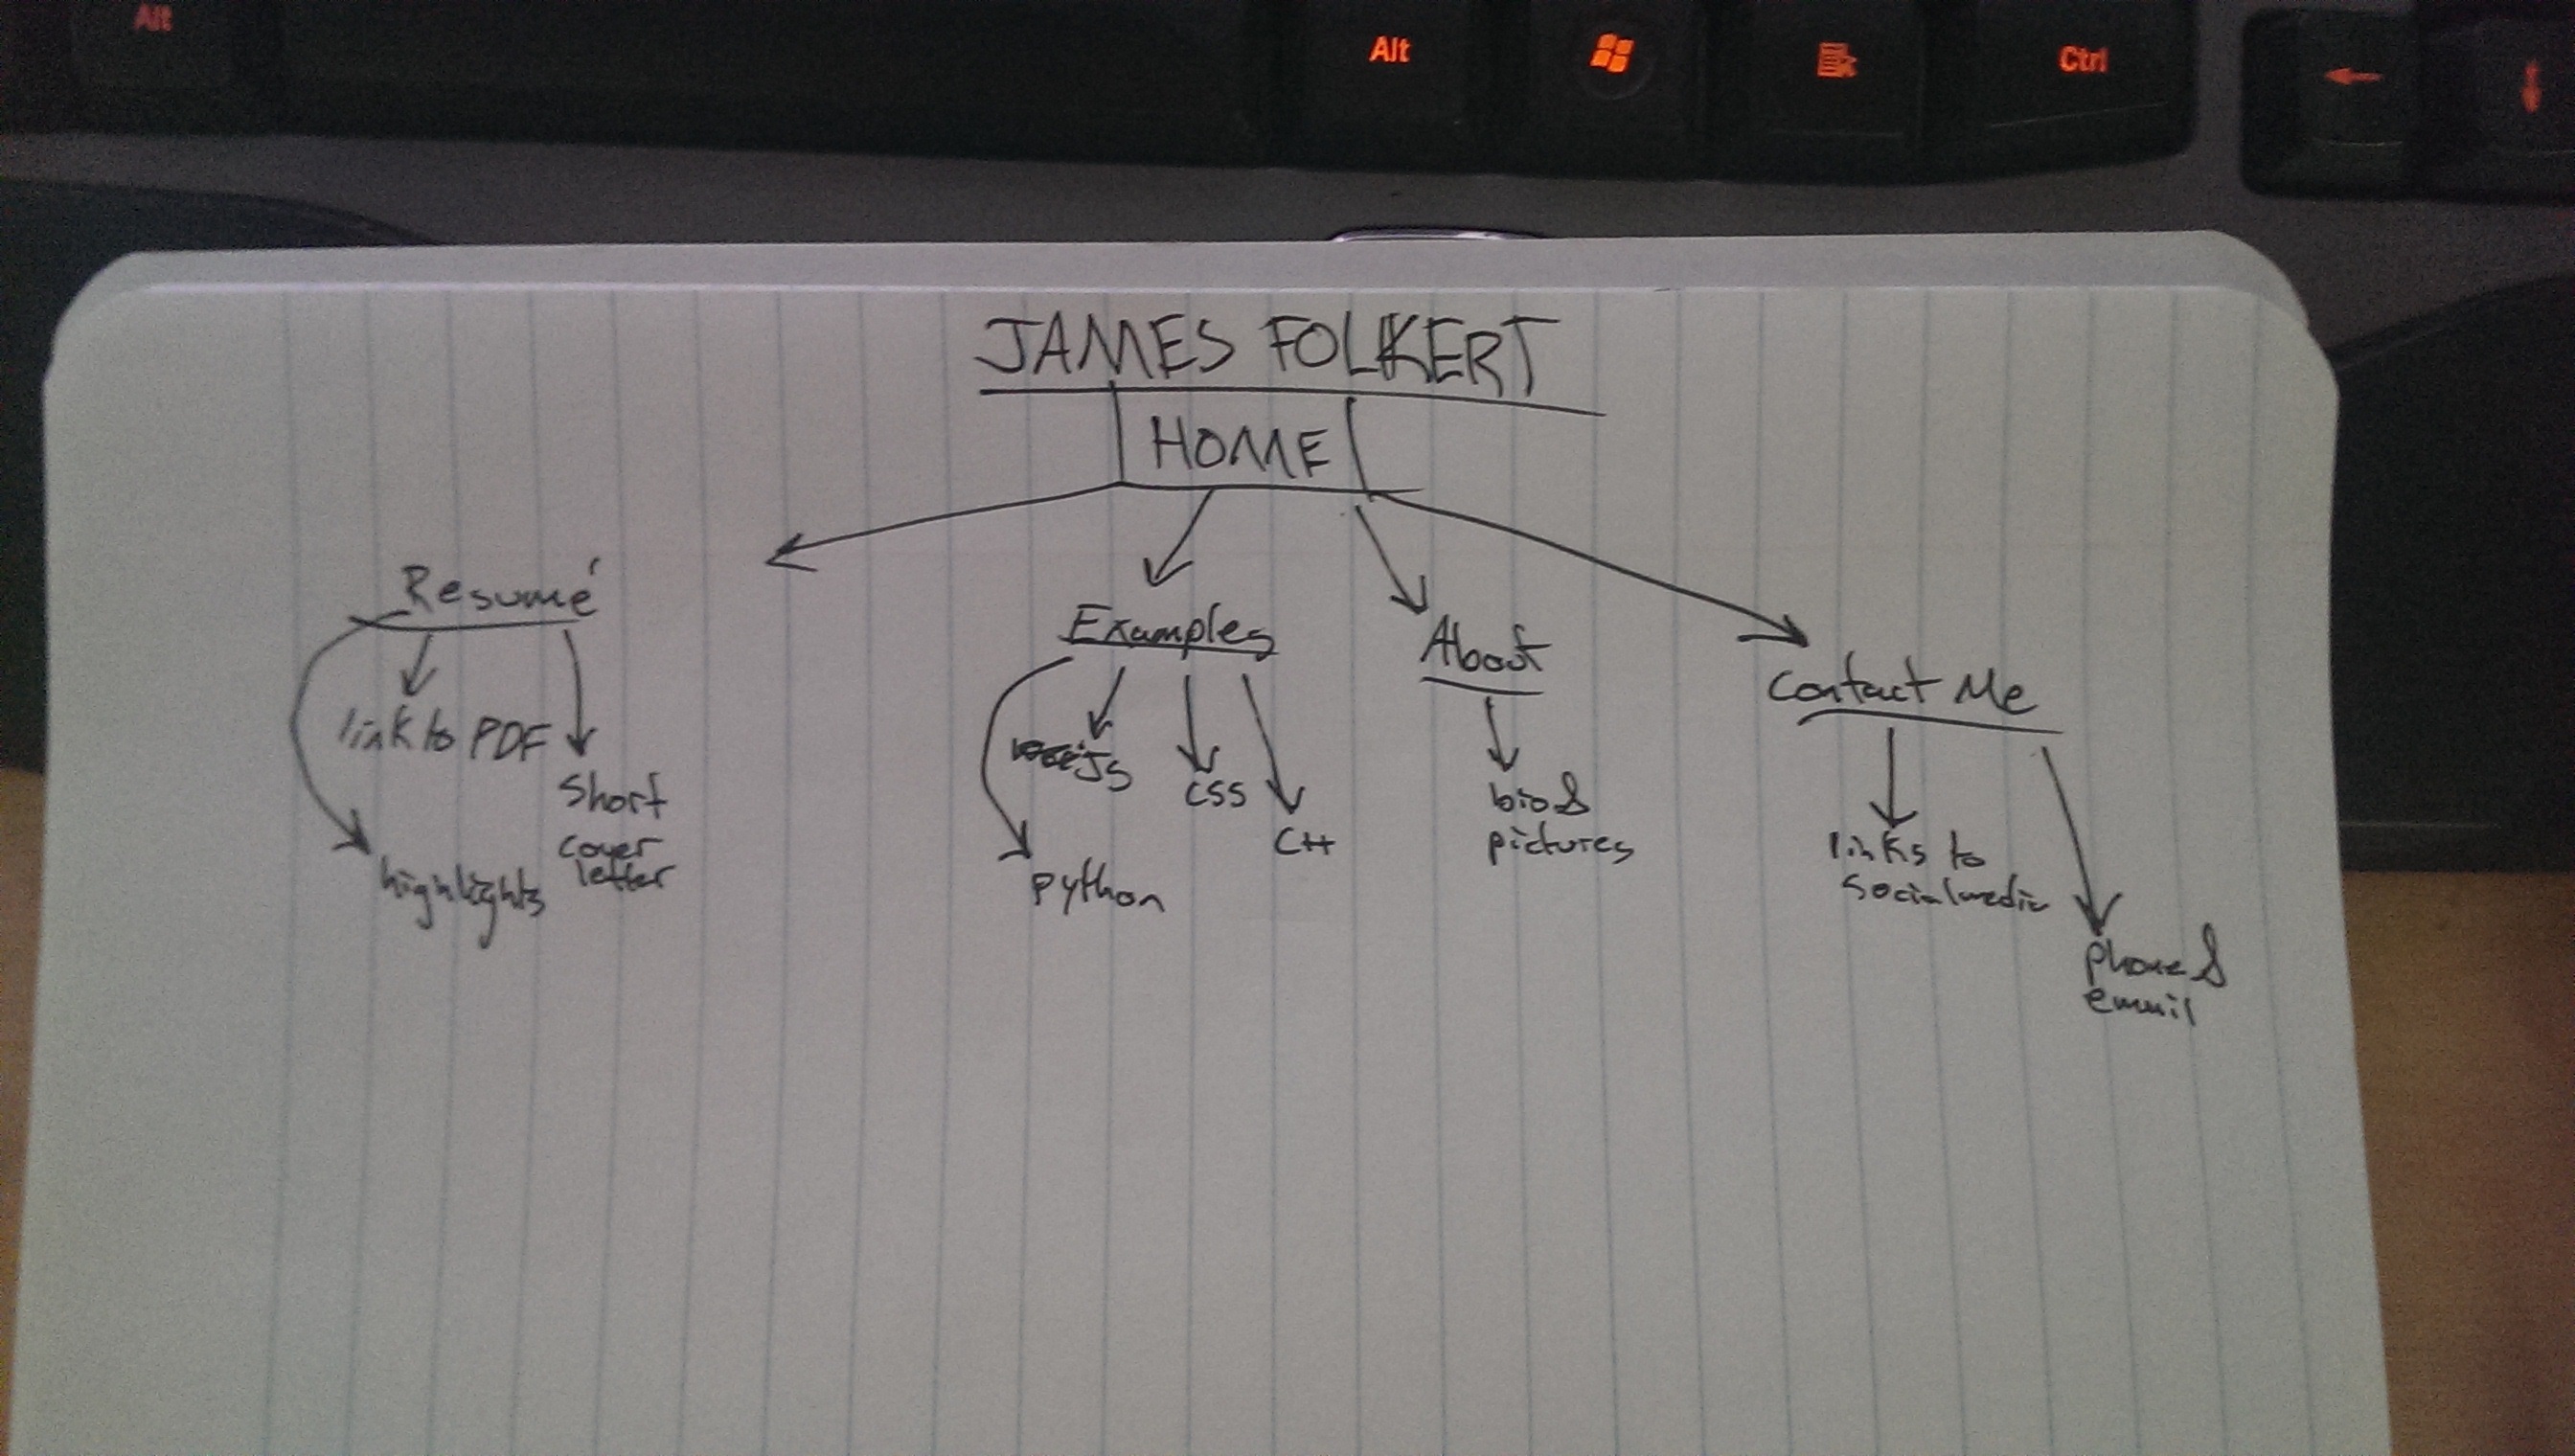 Alt
Alt
Ctrl
JAMES FOLKERT
HOME
Resumé
link to PDF
short
cover
letter
highlights
Examples
JS
CSS
C++
python
About
bio &
pictures
Contact Me
links to
social media
phone &
email